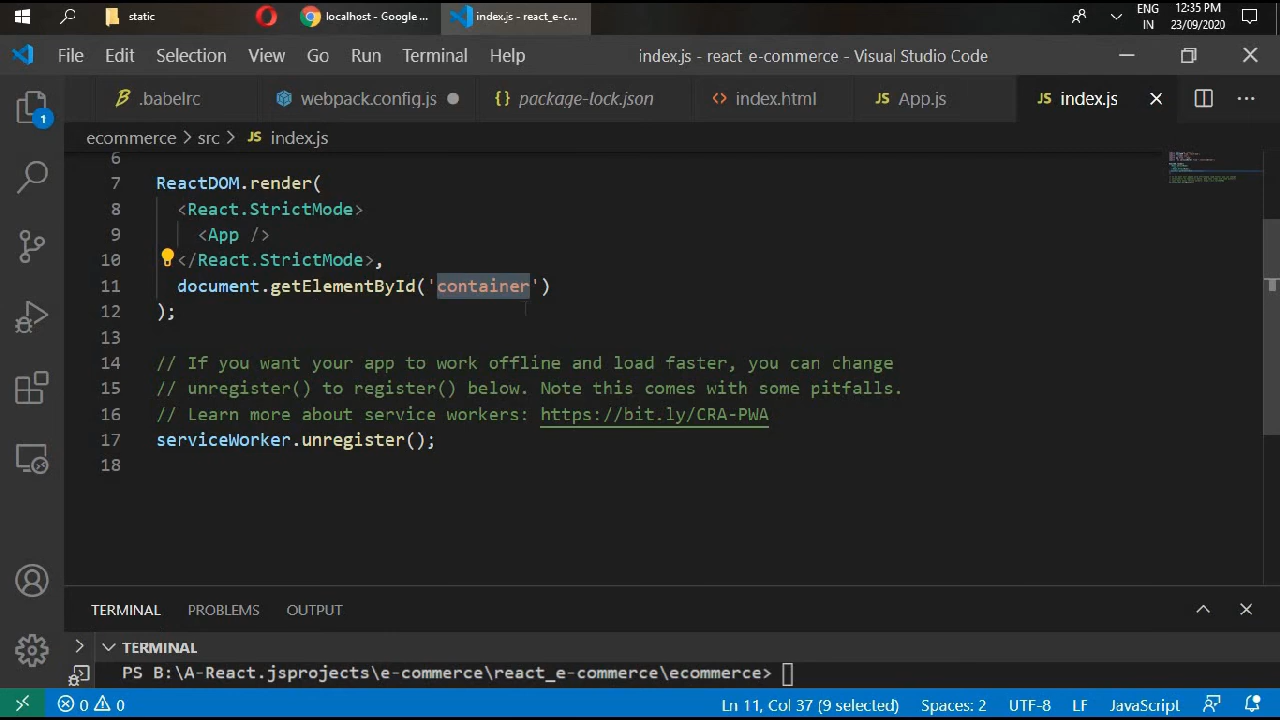 static
localhost - Google ...
index.js - react_e-c...
ENG
IN
12:35 PM
23/09/2020
File Edit Selection View Go Run Terminal Help
index.js - react e-commerce - Visual Studio Code
.babelrc
webpack.config.js
{} package-lock.json
<> index.html
JS App.js
JS index.js
1
ecommerce > src > JS index.js
6
7 ReactDOM.render(
8 <React.StrictMode>
9 <App />
10 </React.StrictMode>,
11 document.getElementById('container')
12 );
13
14 // If you want your app to work offline and load faster, you can change
15 // unregister() to register() below. Note this comes with some pitfalls.
16 // Learn more about service workers: https://bit.ly/CRA-PWA
17 serviceWorker.unregister();
18
TERMINAL PROBLEMS OUTPUT
TERMINAL
PS B:\A-React.jsprojects\e-commerce\react_e-commerce\ecommerce>
0 0
Ln 11, Col 37 (9 selected) Spaces: 2 UTF-8 LF JavaScript